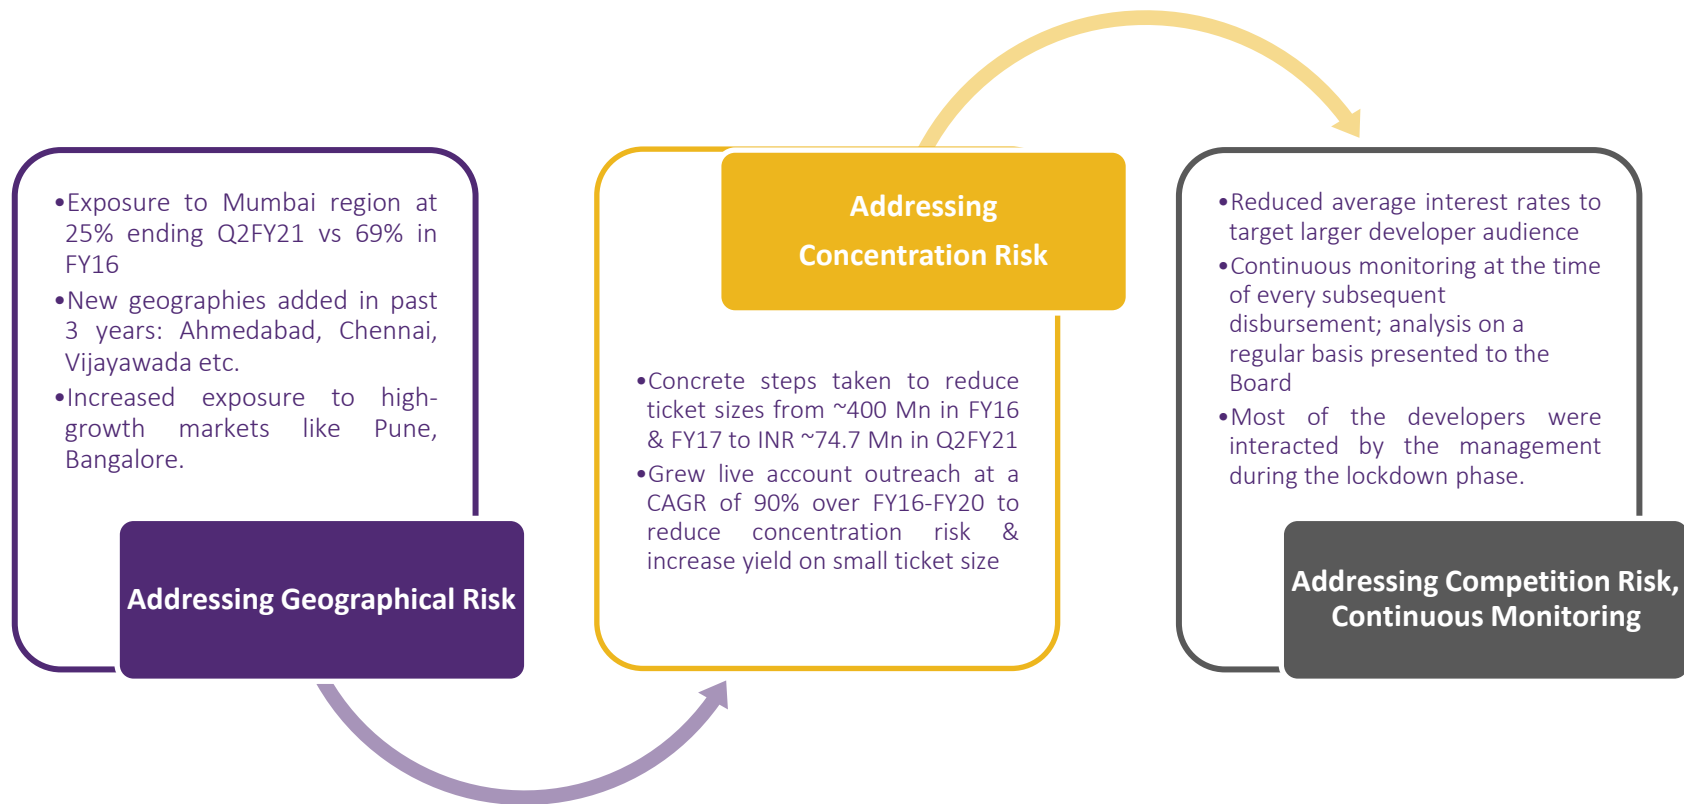 •Exposure to Mumbai region at
25% ending Q2FY21 vs 69% in
FY16
•New geographies added in past
3 years: Ahmedabad, Chennai,
Vijayawada etc.
•Increased exposure to high-
growth markets like Pune,
Bangalore.
Addressing Geographical Risk
Addressing
Concentration Risk
•Concrete steps taken to reduce
ticket sizes from ~400 Mn in FY16
& FY17 to INR ~74.7 Mn in Q2FY21
•Grew live account outreach at a
CAGR of 90% over FY16-FY20 to
reduce concentration risk &
increase yield on small ticket size
•Reduced average interest rates to
target larger developer audience
•Continuous monitoring at the time
of every subsequent
disbursement; analysis on a
regular basis presented to the
Board
•Most of the developers were
interacted by the management
during the lockdown phase.
Addressing Competition Risk,
Continuous Monitoring